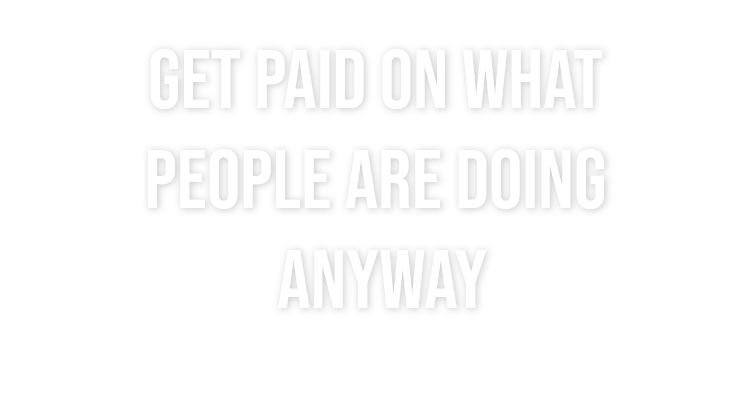 GET PAID ON WHAT
PEOPLE ARE DOING
ANYWAY